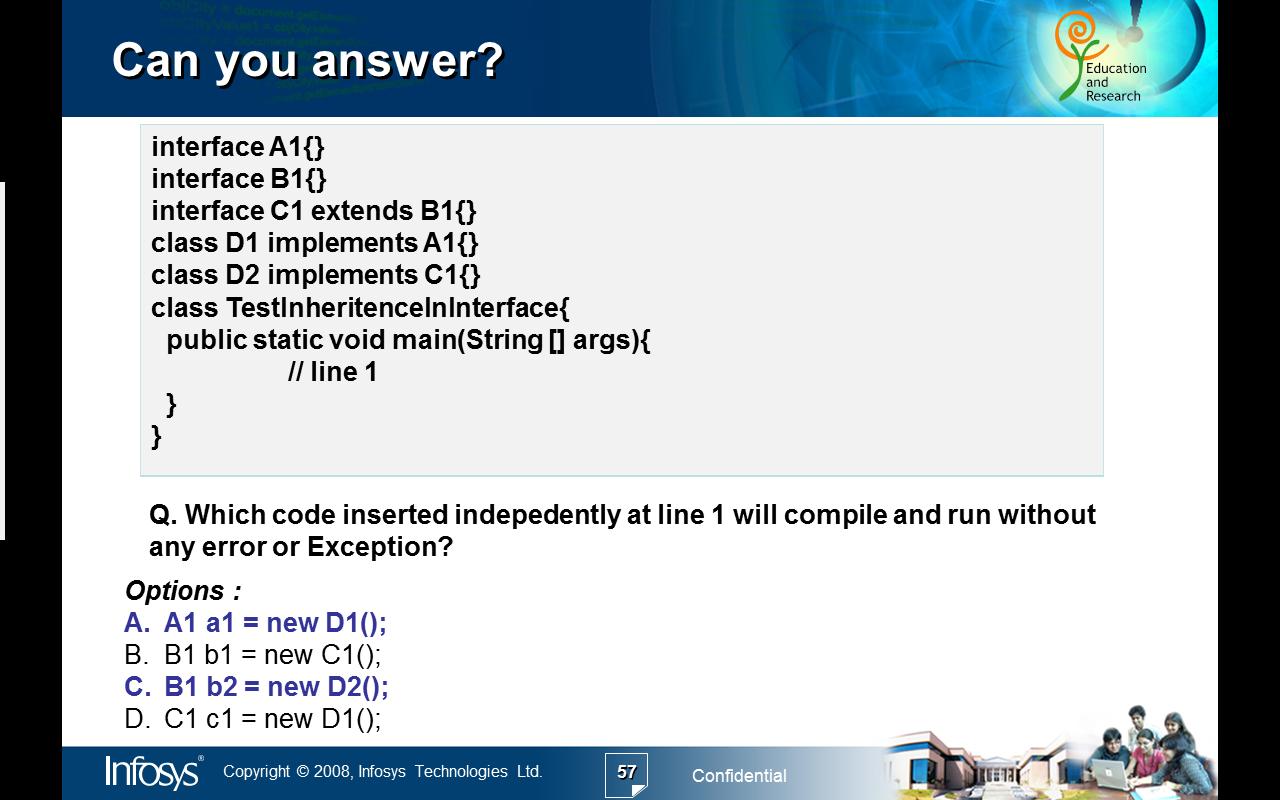 Can you answer?
Education
and
Research
interface A1{}
interface B1{}
interface C1 extends B1{}
class D1 implements A1{}
class D2 implements C1{}
class TestInheritenceInInterface{
public static void main(String [] args){
// line 1
}
}
Q. Which code inserted indepedently at line 1 will compile and run without
any error or Exception?
Options :
A. A1 a1 = new D1();
B. B1 b1 = new C1();
C. B1 b2 = new D2();
D. C1 c1 = new D1();
Infosys® Copyright © 2008, Infosys Technologies Ltd. 57 Confidential